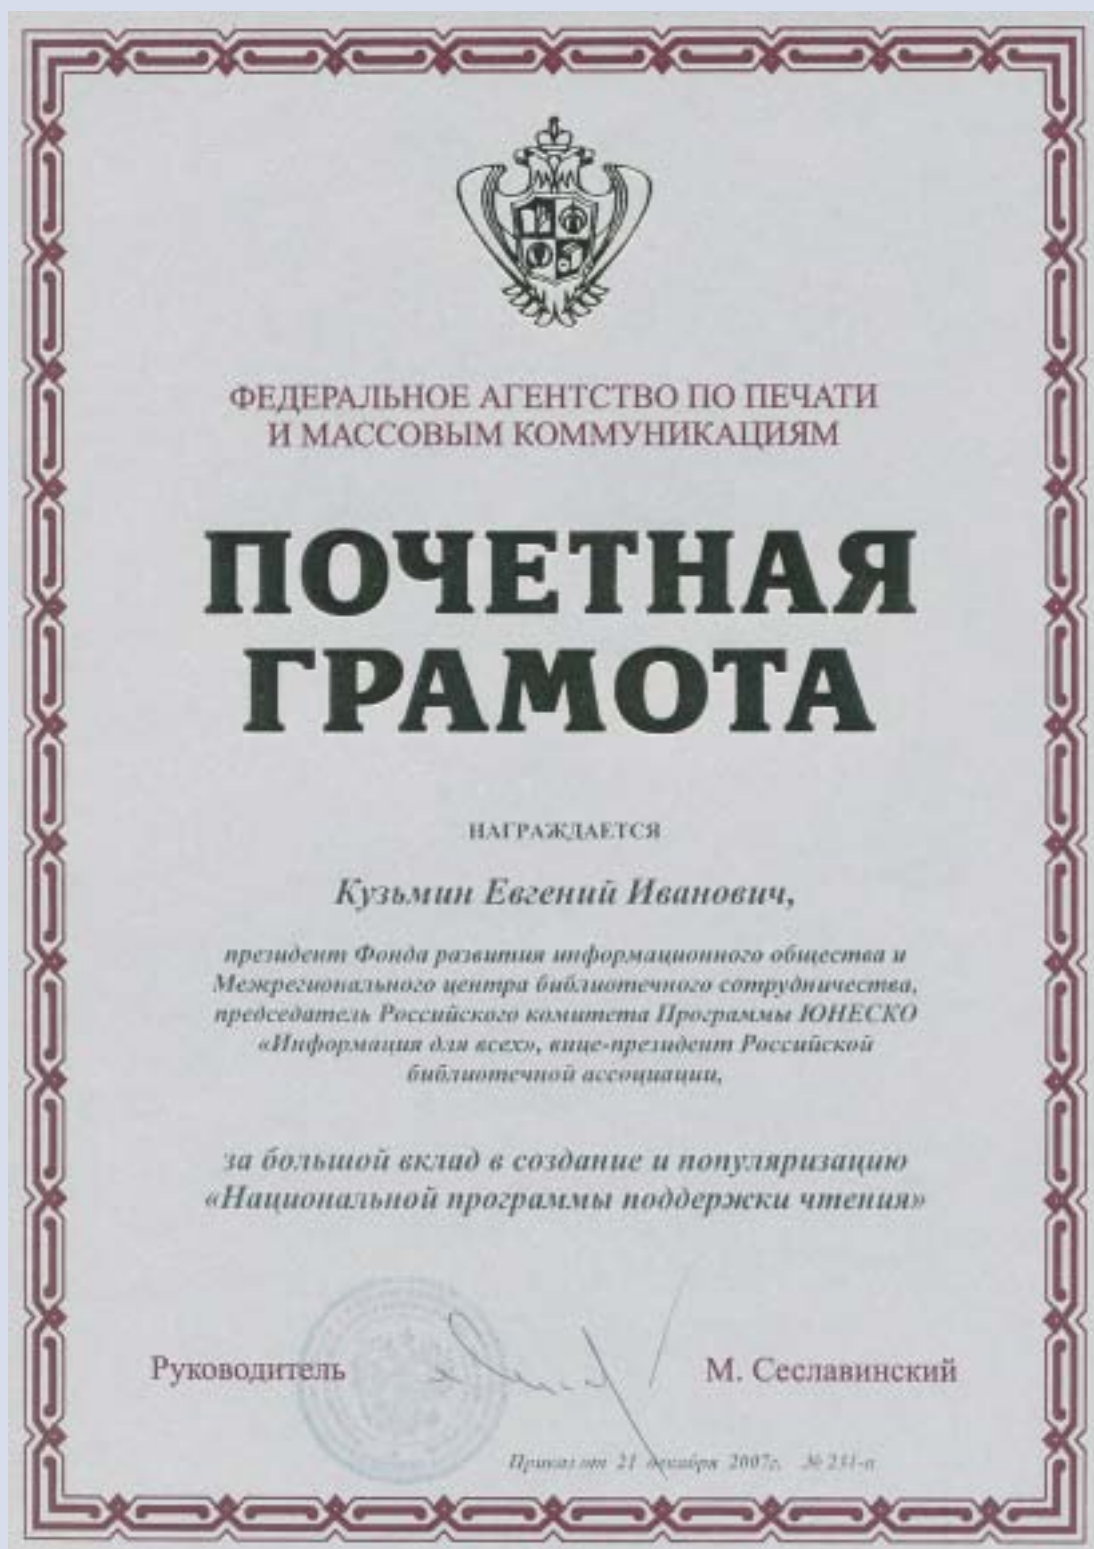 ФЕДЕРАЛЬНОЕ АГЕНТСТВО ПО ПЕЧАТИ
И МАССОВЫМ КОММУНИКАЦИЯМ
ПОЧЕТНАЯ
ГРАМОТА
НАГРАЖДАЕТСЯ
Кузьмин Евгений Иванович,
президент Фонда развития информационного общества и
Межрегионального центра библиотечного сотрудничества,
председатель Российского комитета Программы ЮНЕСКО
«Информация для всех», вице-президент Российской
библиотечной ассоциации,
за большой вклад в создание и популяризацию
«Национальной программы поддержки чтения»
Руководитель
М. Сеславинский
Приказ от 21 декабря 2007г.